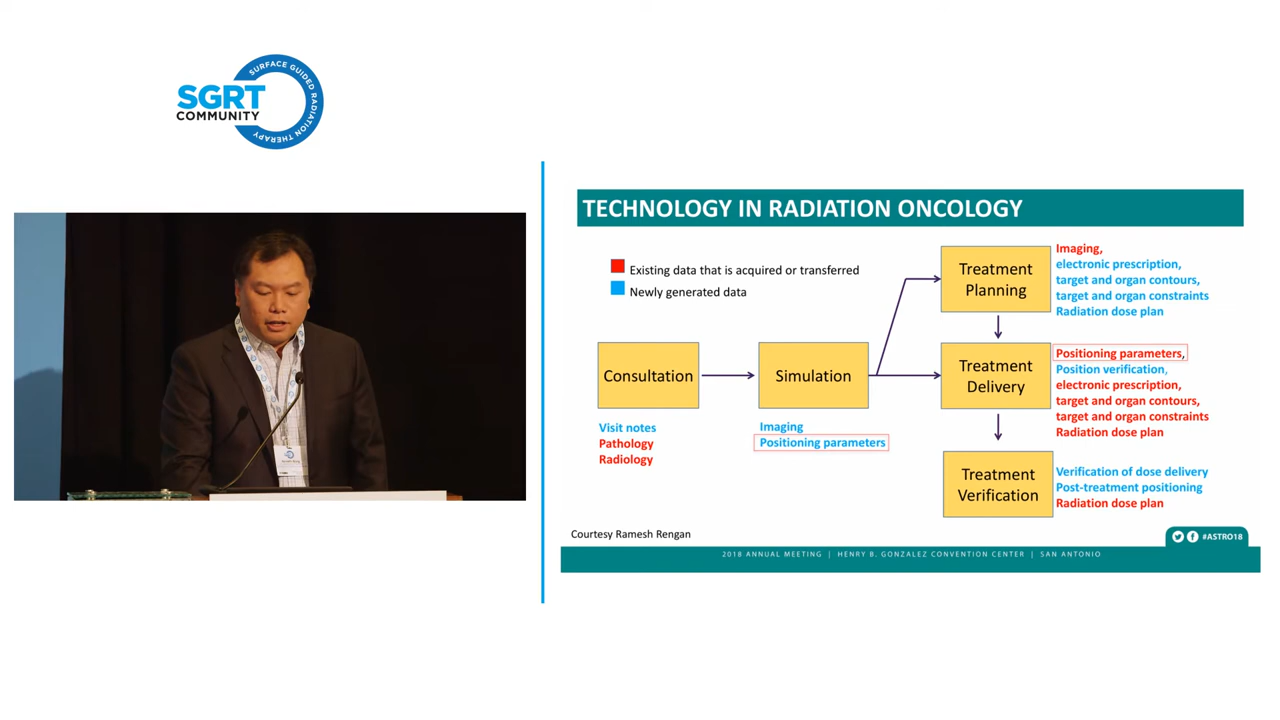 SURFACE GUIDED RADIATION THERAPY
SGRT
COMMUNITY
TECHNOLOGY IN RADIATION ONCOLOGY
Existing data that is acquired or transferred
Newly generated data
Consultation
Visit notes
Pathology
Radiology
Simulation
Imaging
Positioning parameters
Treatment
Planning
Imaging,
electronic prescription,
target and organ contours,
target and organ constraints
Radiation dose plan
Treatment
Delivery
Positioning parameters,
Position verification,
electronic prescription,
target and organ contours,
target and organ constraints
Radiation dose plan
Treatment
Verification
Verification of dose delivery
Post-treatment positioning
Radiation dose plan
Courtesy Ramesh Rengan
#ASTRO18
2018 ANNUAL MEETING | HENRY B. GONZALEZ CONVENTION CENTER | SAN ANTONIO